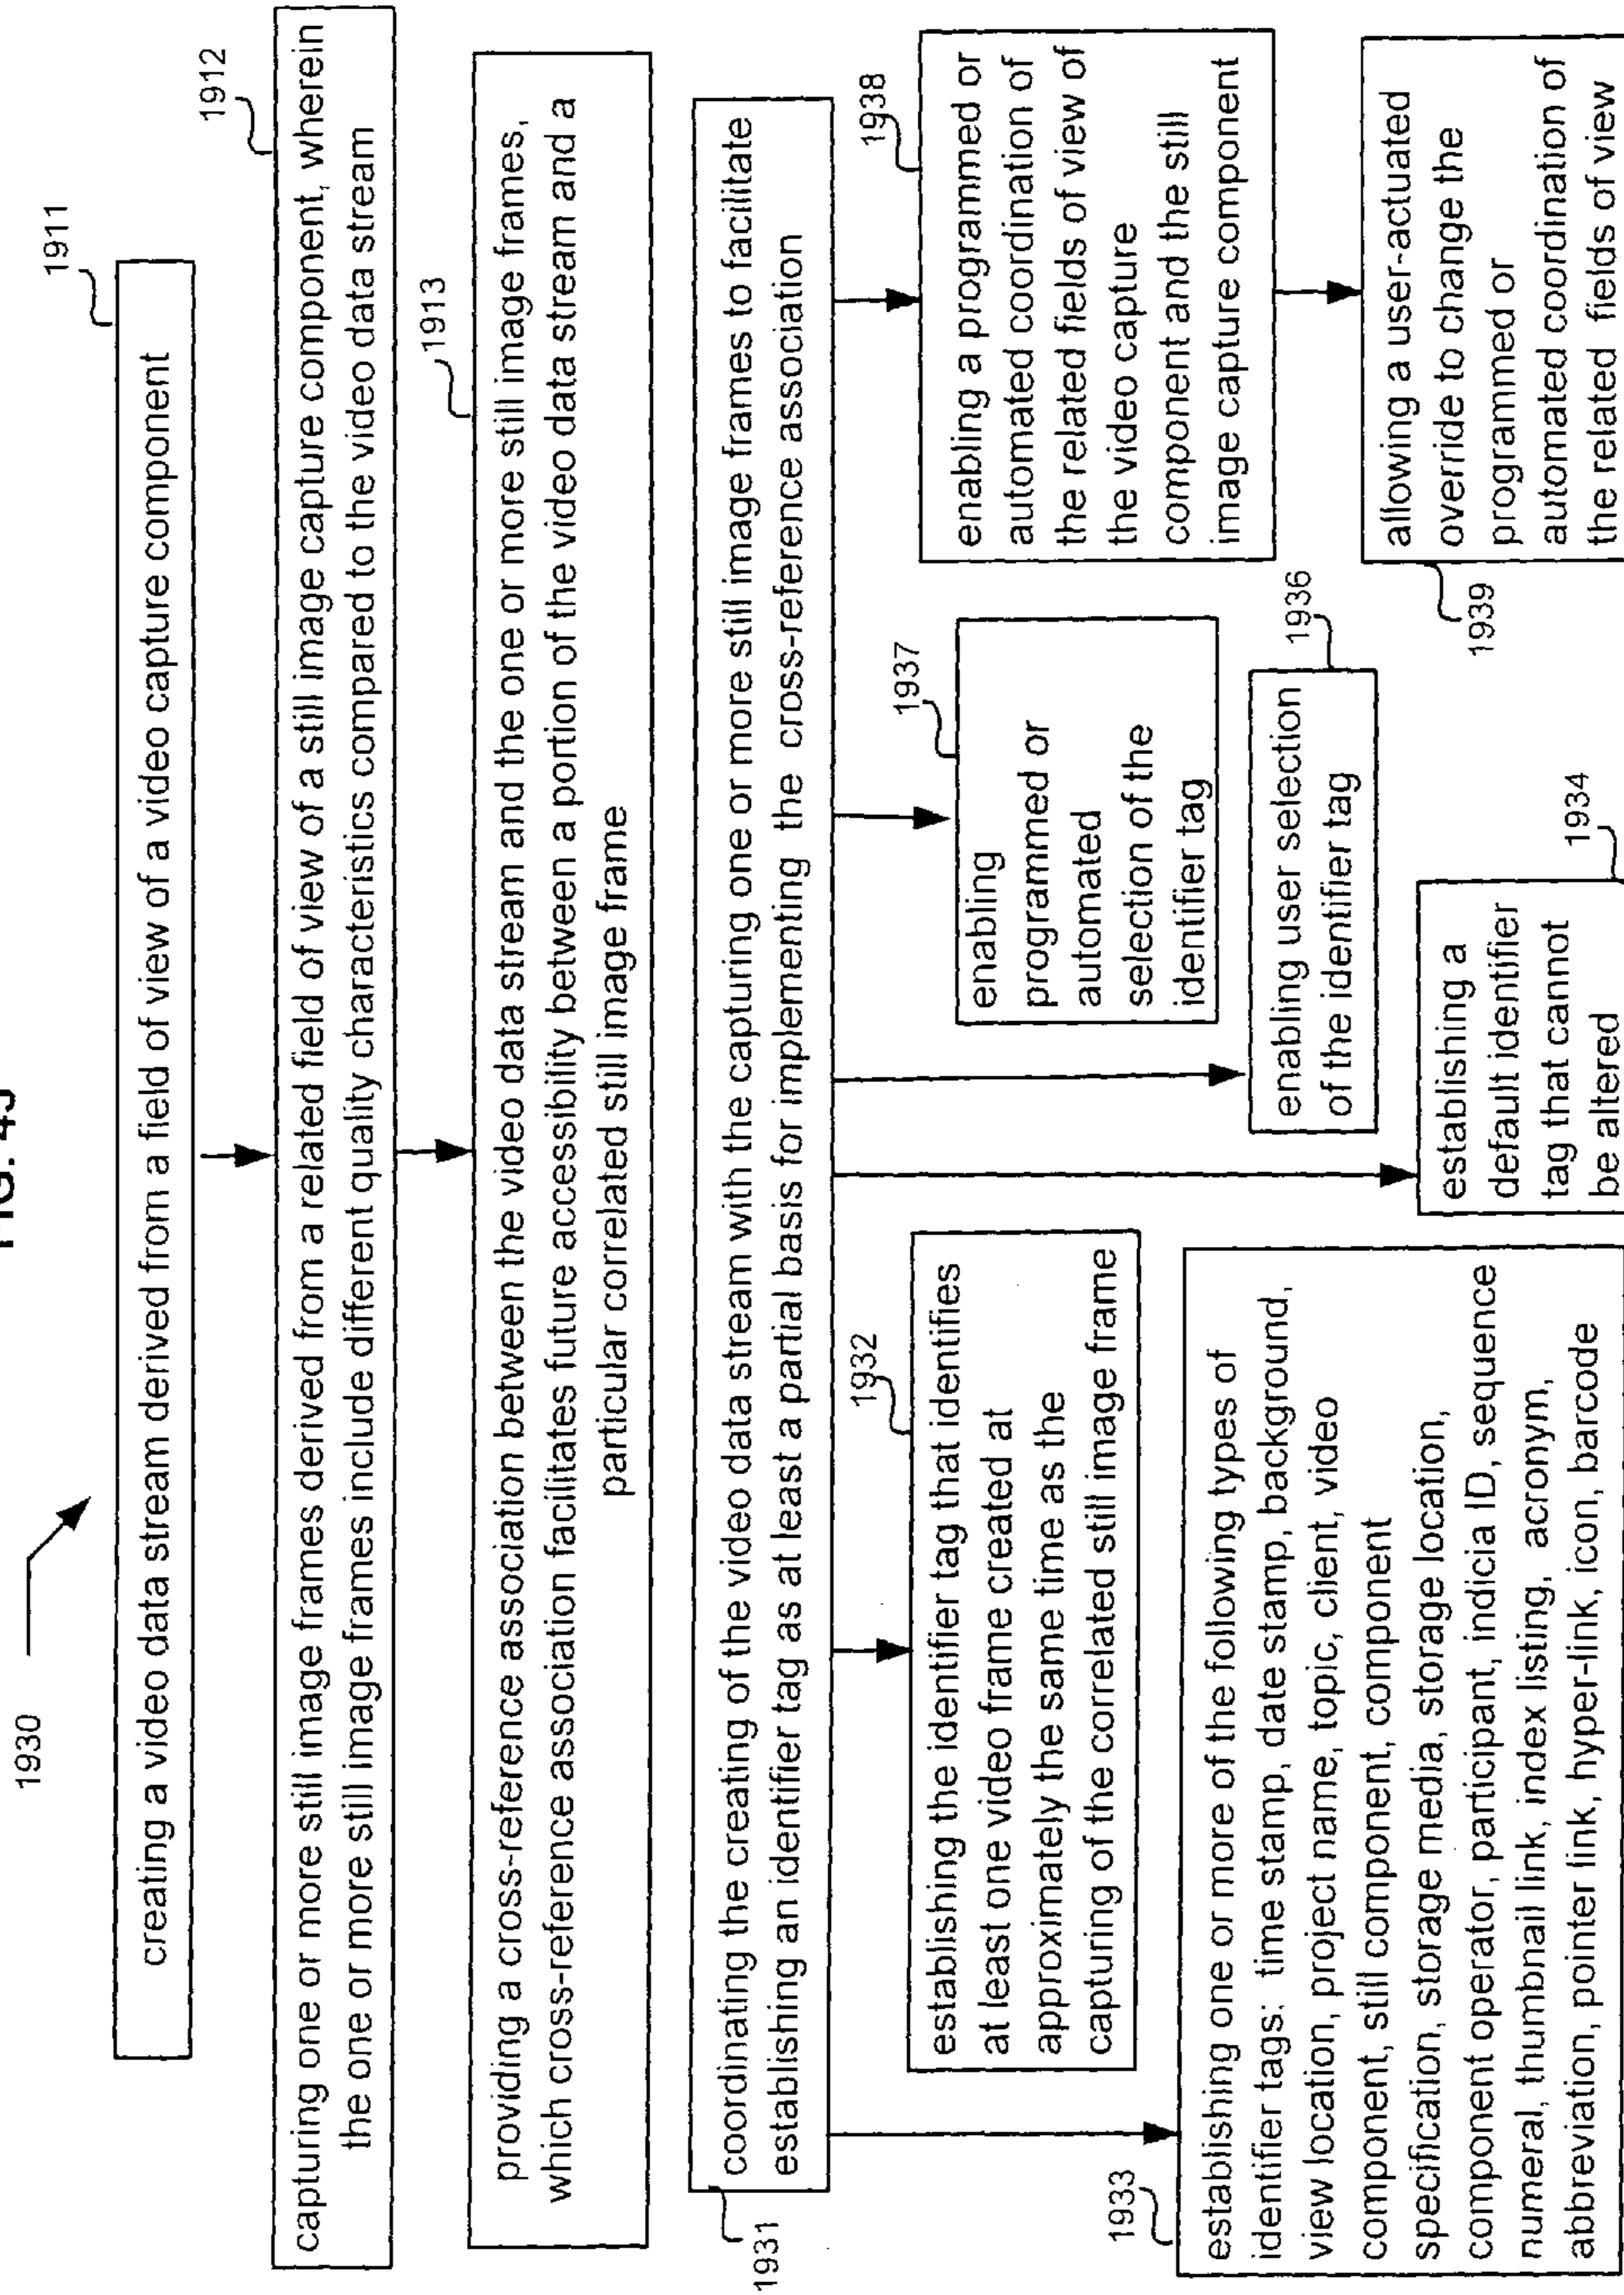 FIG. 45
1930
1911
creating a video data stream derived from a field of view of a video capture component
1912
capturing one or more still image frames derived from a related field of view of a still image capture component, wherein
the one or more still image frames include different quality characteristics compared to the video data stream
1913
providing a cross-reference association between the video data stream and the one or more still image frames,
which cross-reference association facilitates future accessibility between a portion of the video data stream and a
particular correlated still image frame
1931
coordinating the creating of the video data stream with the capturing one or more still image frames to facilitate
establishing an identifier tag as at least a partial basis for implementing the cross-reference association
1932
establishing the identifier tag that identifies
at least one video frame created at
approximately the same time as the
capturing of the correlated still image frame
1933
establishing one or more of the following types of
identifier tags: time stamp, date stamp, background,
view location, project name, topic, client, video
component, still component, component
specification, storage media, storage location,
component operator, participant, indicia ID, sequence
numeral, thumbnail link, index listing, acronym,
abbreviation, pointer link, hyper-link, icon, barcode
1934
establishing a
default identifier
tag that cannot
be altered
1936
enabling user selection
of the identifier tag
1937
enabling
programmed or
automated
selection of the
identifier tag
1938
enabling a programmed or
automated coordination of
the related fields of view of
the video capture
component and the still
image capture component
1939
allowing a user-actuated
override to change the
programmed or
automated coordination of
the related fields of view